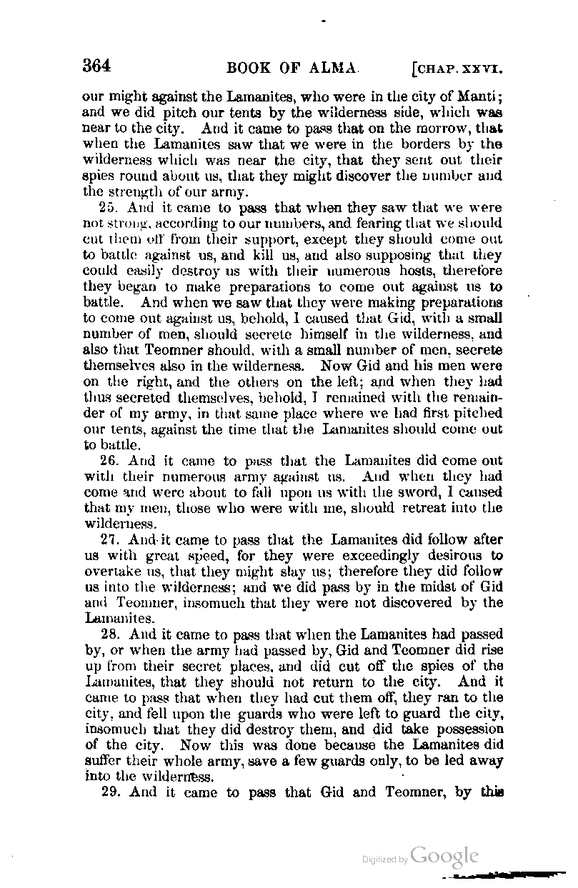 364 BOOK OF ALMA. [CHAP. XXVI.
our might against the Lamanites, who were in the city of Manti;
and we did pitch our tents by the wilderness side, which was
near to the city. And it came to pass that on the morrow, that
when the Lamanites saw that we were in the borders by the
wilderness which was near the city, that they sent out their
spies round about us, that they might discover the number and
the strength of our army.
25. And it came to pass that when they saw that we were
not strong, according to our numbers, and fearing that we should
cut them off from their support, except they should come out
to battle against us, and kill us, and also supposing that they
could easily destroy us with their numerous hosts, therefore
they began to make preparations to come out against us to
battle. And when we saw that they were making preparations
to come out against us, behold, I caused that Gid, with a small
number of men, should secrete himself in the wilderness, and
also that Teomner should, with a small number of men, secrete
themselves also in the wilderness. Now Gid and his men were
on the right, and the others on the left; and when they had
thus secreted themselves, behold, I remained with the remain-
der of my army, in that same place where we had first pitched
our tents, against the time that the Lamanites should come out
to battle.
26. And it came to pass that the Lamanites did come out
with their numerous army against us. And when they had
come and were about to fall upon us with the sword, I caused
that my men, those who were with me, should retreat into the
wilderness.
27. And it came to pass that the Lamanites did follow after
us with great speed, for they were exceedingly desirous to
overtake us, that they might slay us; therefore they did follow
us into the wilderness; and we did pass by in the midst of Gid
and Teomner, insomuch that they were not discovered by the
Lamanites.
28. And it came to pass that when the Lamanites had passed
by, or when the army had passed by, Gid and Teomner did rise
up from their secret places, and did cut off the spies of the
Lamanites, that they should not return to the city. And it
came to pass that when they had cut them off, they ran to the
city, and fell upon the guards who were left to guard the city,
insomuch that they did destroy them, and did take possession
of the city. Now this was done because the Lamanites did
suffer their whole army, save a few guards only, to be led away
into the wilderness.
29. And it came to pass that Gid and Teomner, by this
Digitized by Google